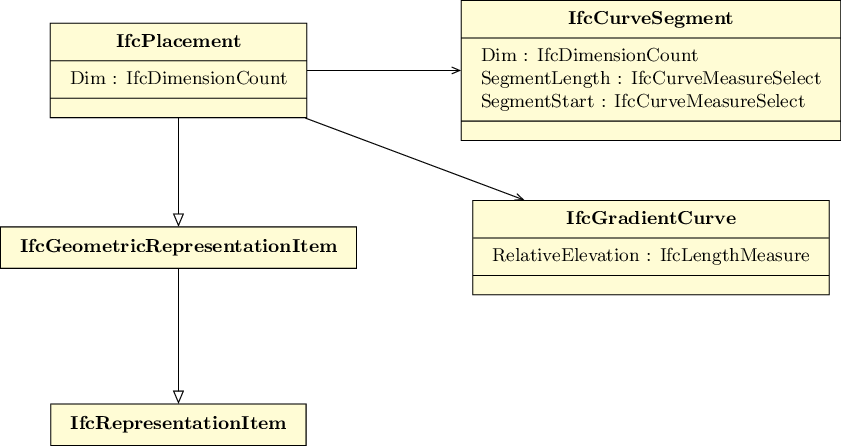 IfcPlacement
Dim : IfcDimensionCount
IfcCurveSegment
Dim : IfcDimensionCount
SegmentLength : IfcCurveMeasureSelect
SegmentStart : IfcCurveMeasureSelect
IfcGradientCurve
RelativeElevation : IfcLengthMeasure
IfcGeometricRepresentationItem
IfcRepresentationItem